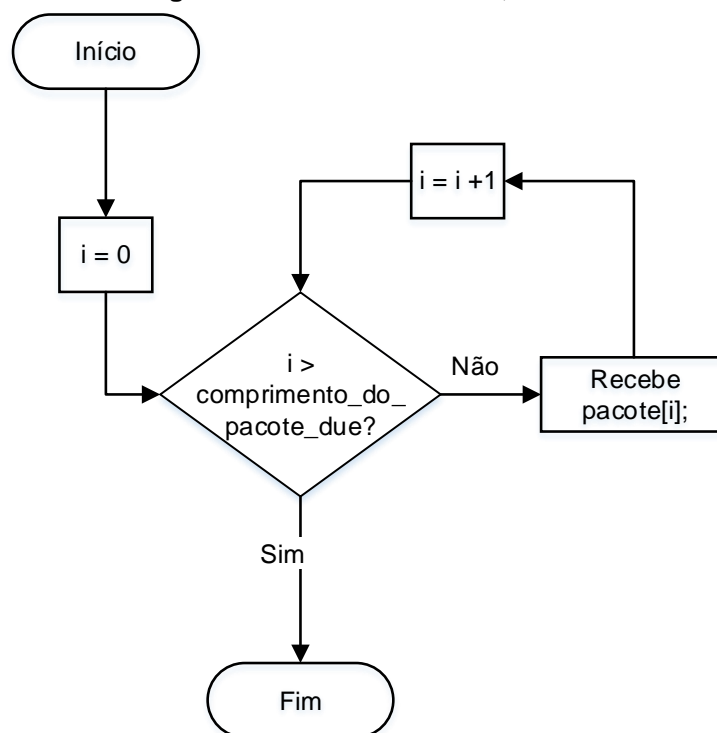 Início
i = i +1
i = 0
i >
comprimento_do_
pacote_due?
Não
Recebe
pacote[i];
Sim
Fim